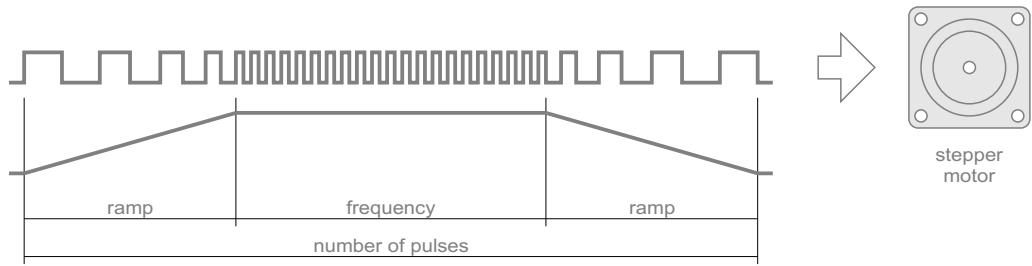 stepper
motor
ramp
frequency
ramp
number of pulses